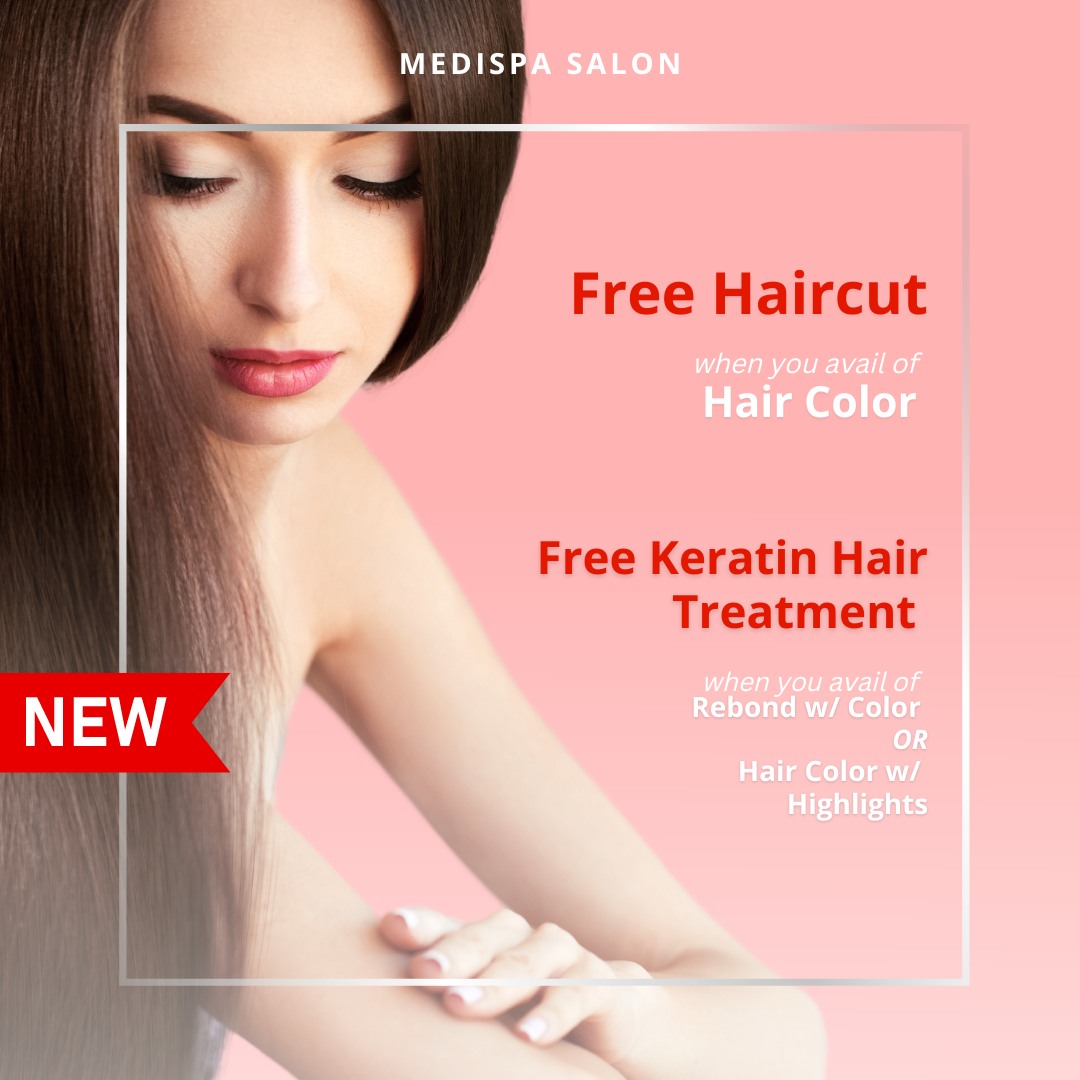 MEDISPA SALON
Free Haircut
when you avail of
Hair Color
Free Keratin Hair
Treatment
when you avail of
Rebond w/ Color
OR
Hair Color w/
Highlights
NEW